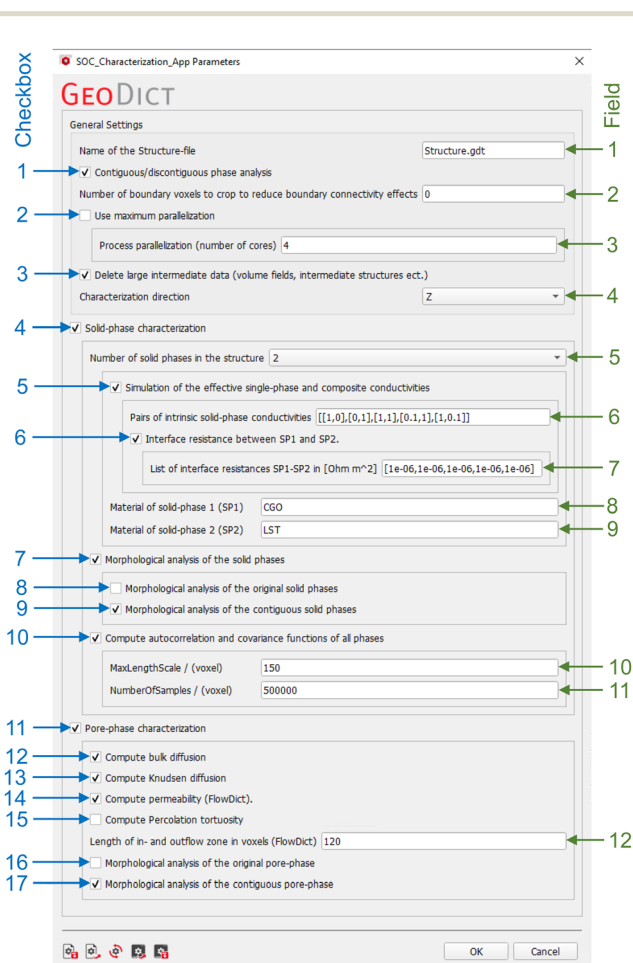 Checkbox
Field
SOC_Characterization_App Parameters
GEODICT
General Settings
Name of the Structure-file Structure.gdt 1
1 Contiguous/discontiguous phase analysis
Number of boundary voxels to crop to reduce boundary connectivity effects 0 2
2 Use maximum parallelization
Process parallelization (number of cores) 4 3
3 Delete large intermediate data (volume fields, intermediate structures ect.)
Characterization direction Z 4
4 Solid-phase characterization
Number of solid phases in the structure 2 5
5 Simulation of the effective single-phase and composite conductivities
Pairs of intrinsic solid-phase conductivities [[1,0],[0,1],[1,1],[0.1,1],[1,0.1]] 6
6 Interface resistance between SP1 and SP2.
List of interface resistances SP1-SP2 in [Ohm m^2] [1e-06,1e-06,1e-06,1e-06,1e-06] 7
Material of solid-phase 1 (SP1) CGO 8
Material of solid-phase 2 (SP2) LST 9
7 Morphological analysis of the solid phases
8 Morphological analysis of the original solid phases
9 Morphological analysis of the contiguous solid phases
10 Compute autocorrelation and covariance functions of all phases
MaxLengthScale / (voxel) 150 10
NumberOfSamples / (voxel) 500000 11
11 Pore-phase characterization
12 Compute bulk diffusion
13 Compute Knudsen diffusion
14 Compute permeability (FlowDict).
15 Compute Percolation tortuosity
Length of in- and outflow zone in voxels (FlowDict) 120 12
16 Morphological analysis of the original pore-phase
17 Morphological analysis of the contiguous pore-phase
OK Cancel